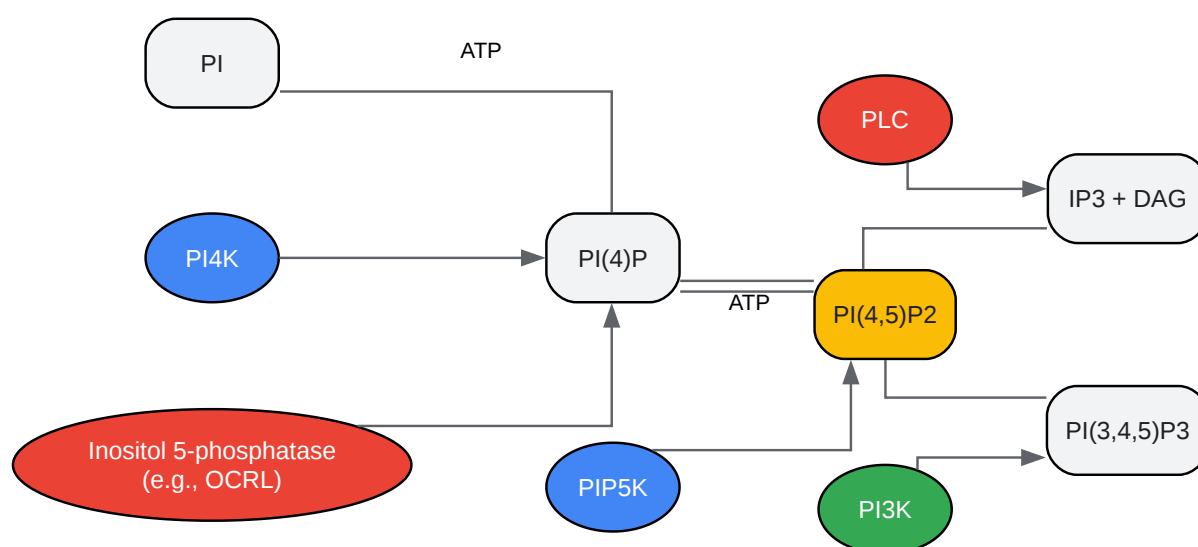 ATP
PI
PLC
IP3 + DAG
PI4K
PI(4)P
ATP
PI(4,5)P2
PI(3,4,5)P3
Inositol 5-phosphatase
(e.g., OCRL)
PIP5K
PI3K